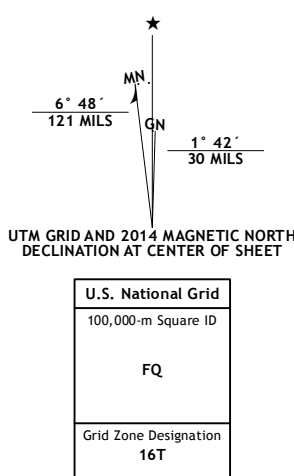 ★
MN
6° 48´
121 MILS
GN
1° 42´
30 MILS
UTM GRID AND 2014 MAGNETIC NORTH
DECLINATION AT CENTER OF SHEET
U.S. National Grid
100,000-m Square ID
FQ
Grid Zone Designation
16T